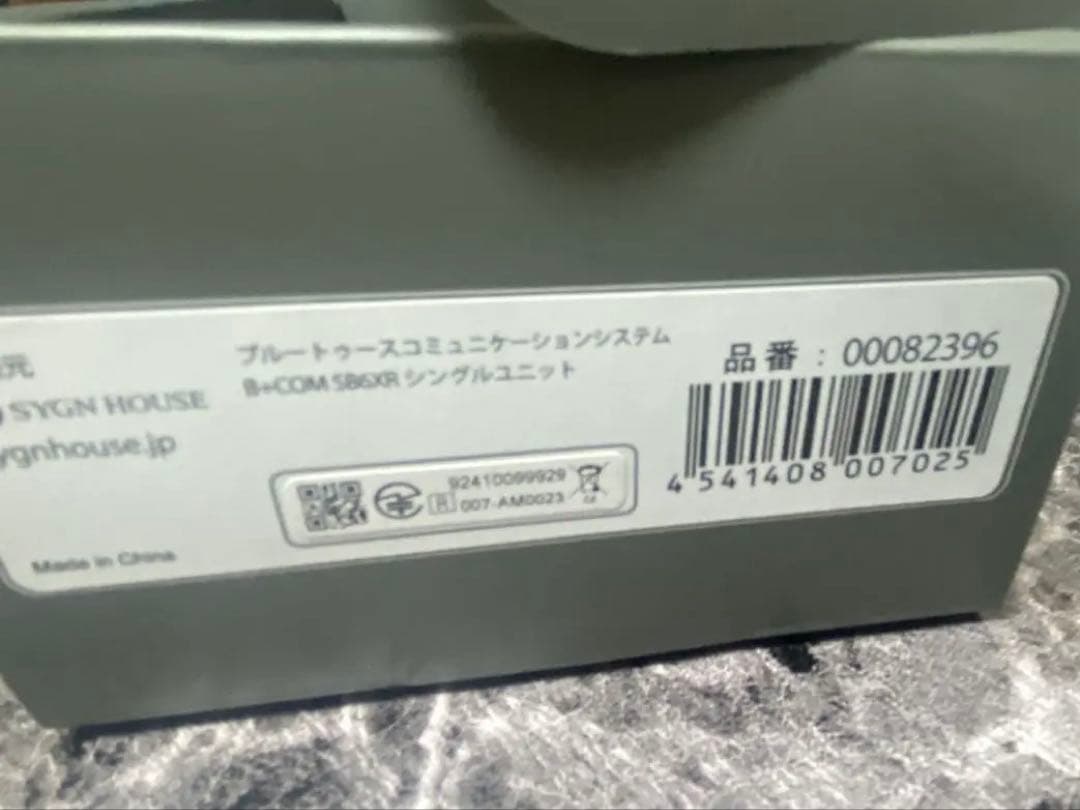 元
SYGN HOUSE
ygnhouse.jp
Made in China
ブルートゥースコミュニケーションシステム
B+COM SB6XR シングルユニット
92410099929
R 007-AM0023
品番：00082396
4 541408 007025